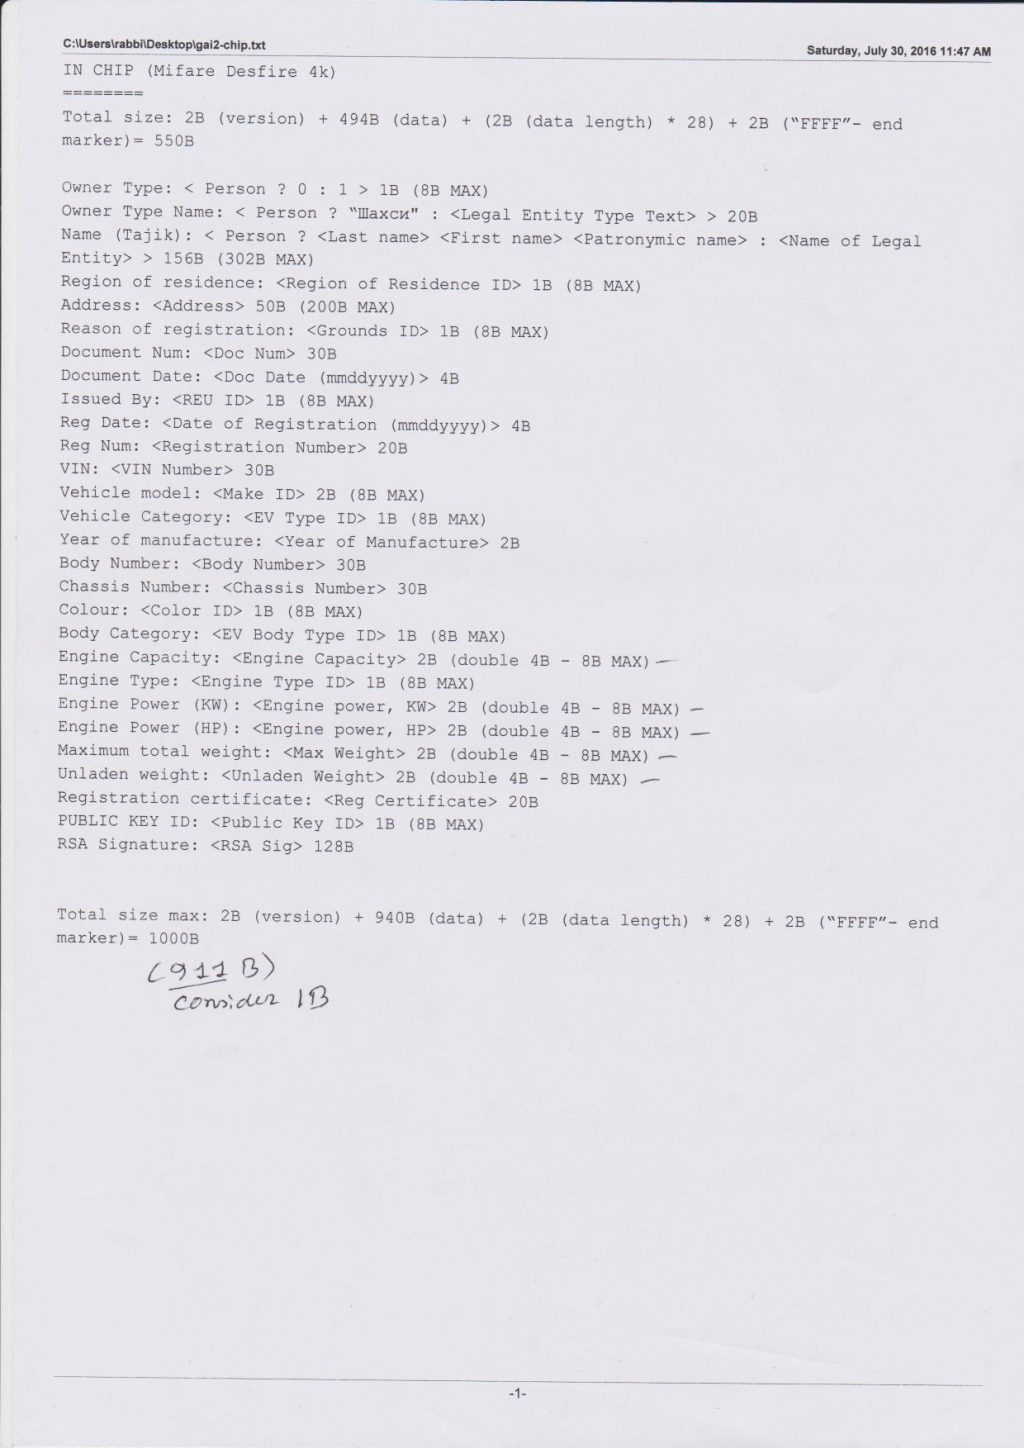 C:\Users\rabbi\Desktop\gai2-chip.txt
Saturday, July 30, 2016 11:47 AM
IN CHIP (Mifare Desfire 4k)
========
Total size: 2B (version) + 494B (data) + (2B (data length) * 28) + 2B ("FFFF"- end
marker)= 550B
Owner Type: < Person ? 0 : 1 > 1B (8B MAX)
Owner Type Name: < Person ? "Шахси" : <Legal Entity Type Text> > 20B
Name (Tajik): < Person ? <Last name> <First name> <Patronymic name> : <Name of Legal
Entity> > 156B (302B MAX)
Region of residence: <Region of Residence ID> 1B (8B MAX)
Address: <Address> 50B (200B MAX)
Reason of registration: <Grounds ID> 1B (8B MAX)
Document Num: <Doc Num> 30B
Document Date: <Doc Date (mmddyyyy)> 4B
Issued By: <REU ID> 1B (8B MAX)
Reg Date: <Date of Registration (mmddyyyy)> 4B
Reg Num: <Registration Number> 20B
VIN: <VIN Number> 30B
Vehicle model: <Make ID> 2B (8B MAX)
Vehicle Category: <EV Type ID> 1B (8B MAX)
Year of manufacture: <Year of Manufacture> 2B
Body Number: <Body Number> 30B
Chassis Number: <Chassis Number> 30B
Colour: <Color ID> 1B (8B MAX)
Body Category: <EV Body Type ID> 1B (8B MAX)
Engine Capacity: <Engine Capacity> 2B (double 4B - 8B MAX) —
Engine Type: <Engine Type ID> 1B (8B MAX)
Engine Power (KW): <Engine power, KW> 2B (double 4B - 8B MAX) —
Engine Power (HP): <Engine power, HP> 2B (double 4B - 8B MAX) —
Maximum total weight: <Max Weight> 2B (double 4B - 8B MAX) —
Unladen weight: <Unladen Weight> 2B (double 4B - 8B MAX) —
Registration certificate: <Reg Certificate> 20B
PUBLIC KEY ID: <Public Key ID> 1B (8B MAX)
RSA Signature: <RSA Sig> 128B
Total size max: 2B (version) + 940B (data) + (2B (data length) * 28) + 2B ("FFFF"- end
marker)= 1000B
(911 B)
consider 1B
-1-